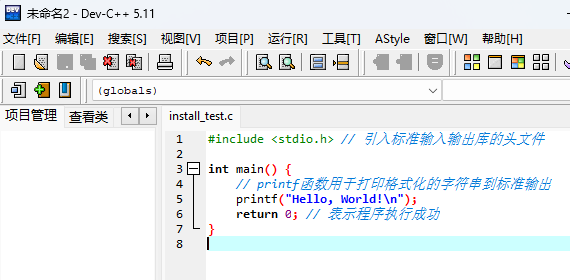 未命名2 - Dev-C++ 5.11
文件[F] 编辑[E] 搜索[S] 视图[V] 项目[P] 运行[R] 工具[T] AStyle 窗口[W] 帮助[H]
(globals)
项目管理 查看类 install_test.c
1 #include <stdio.h> // 引入标准输入输出库的头文件
2
3 int main() {
4 // printf函数用于打印格式化的字符串到标准输出
5 printf("Hello, World!\n");
6 return 0; // 表示程序执行成功
7 }
8